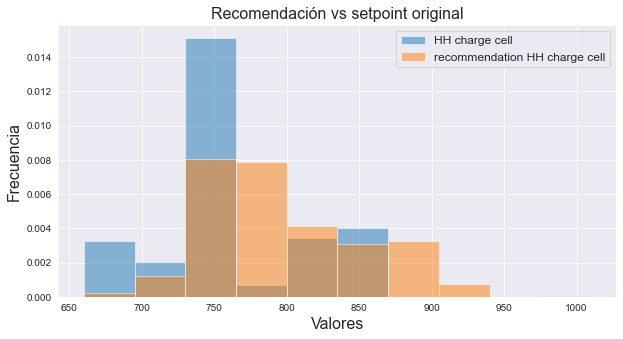 Recomendación vs setpoint original
HH charge cell
recommendation HH charge cell
Frecuencia
0.014
0.012
0.010
0.008
0.006
0.004
0.002
0.000
650 700 750 800 850 900 950 1000
Valores